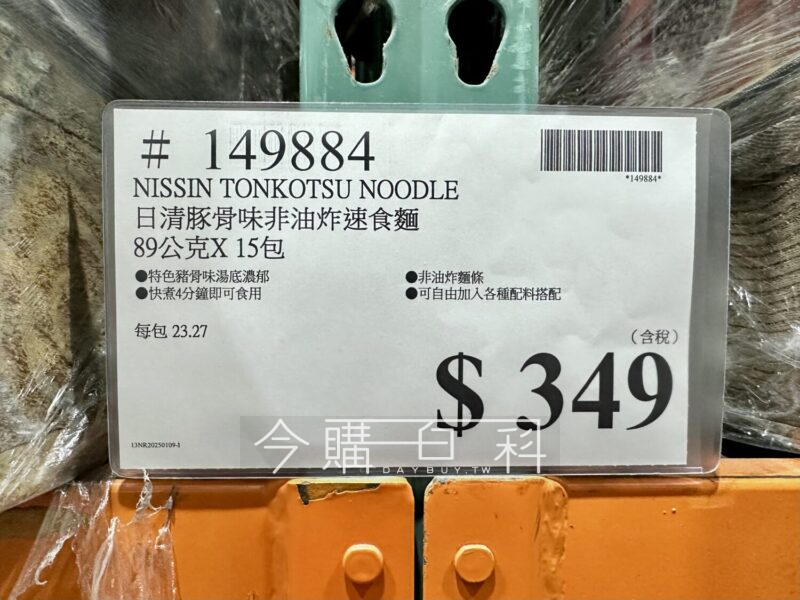 # 149884
*149884*
NISSIN TONKOTSU NOODLE
日清豚骨味非油炸速食麵
89公克X 15包
●特色豬骨味湯底濃郁
●非油炸麵條
●快煮4分鐘即可食用
●可自由加入各種配料搭配
每包 23.27
(含稅)
$ 349
13NR20250109-1
今購百科
DAYBUY.TW